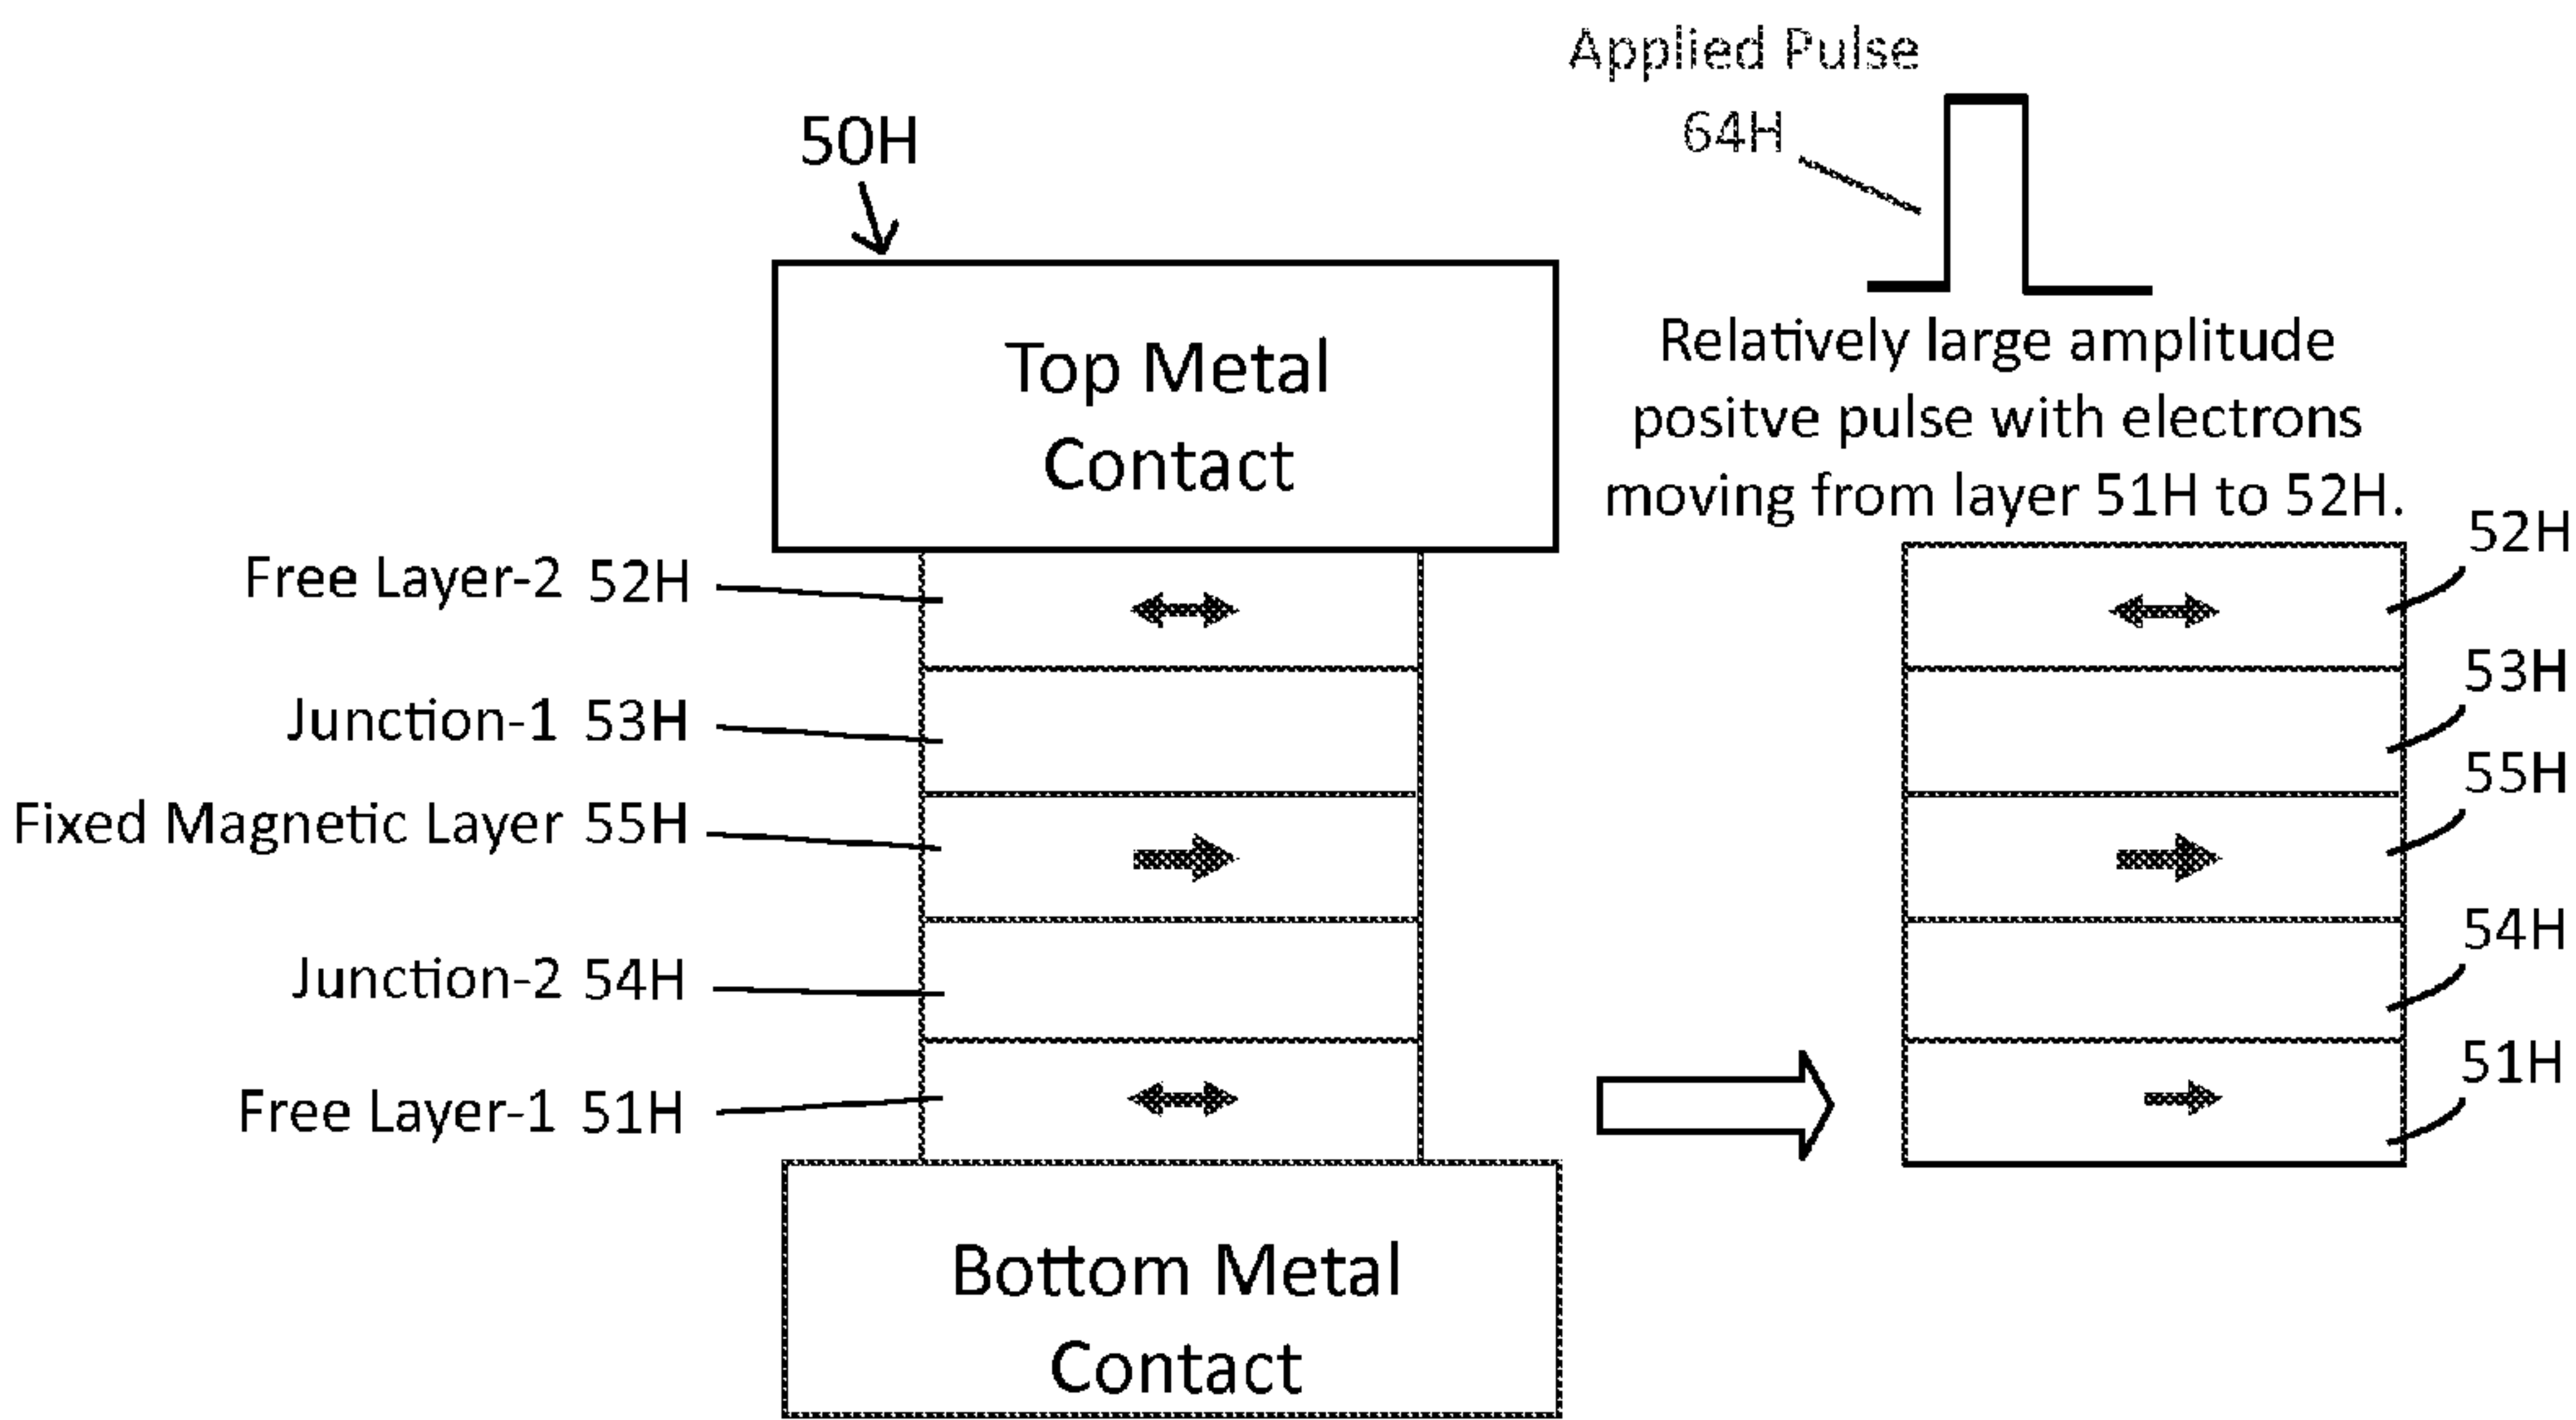 Applied Pulse
64H
50H
Top Metal
Contact
Relatively large amplitude
positve pulse with electrons
moving from layer 51H to 52H.
Free Layer-2 52H
Junction-1 53H
Fixed Magnetic Layer 55H
Junction-2 54H
Free Layer-1 51H
52H
53H
55H
54H
51H
Bottom Metal
Contact